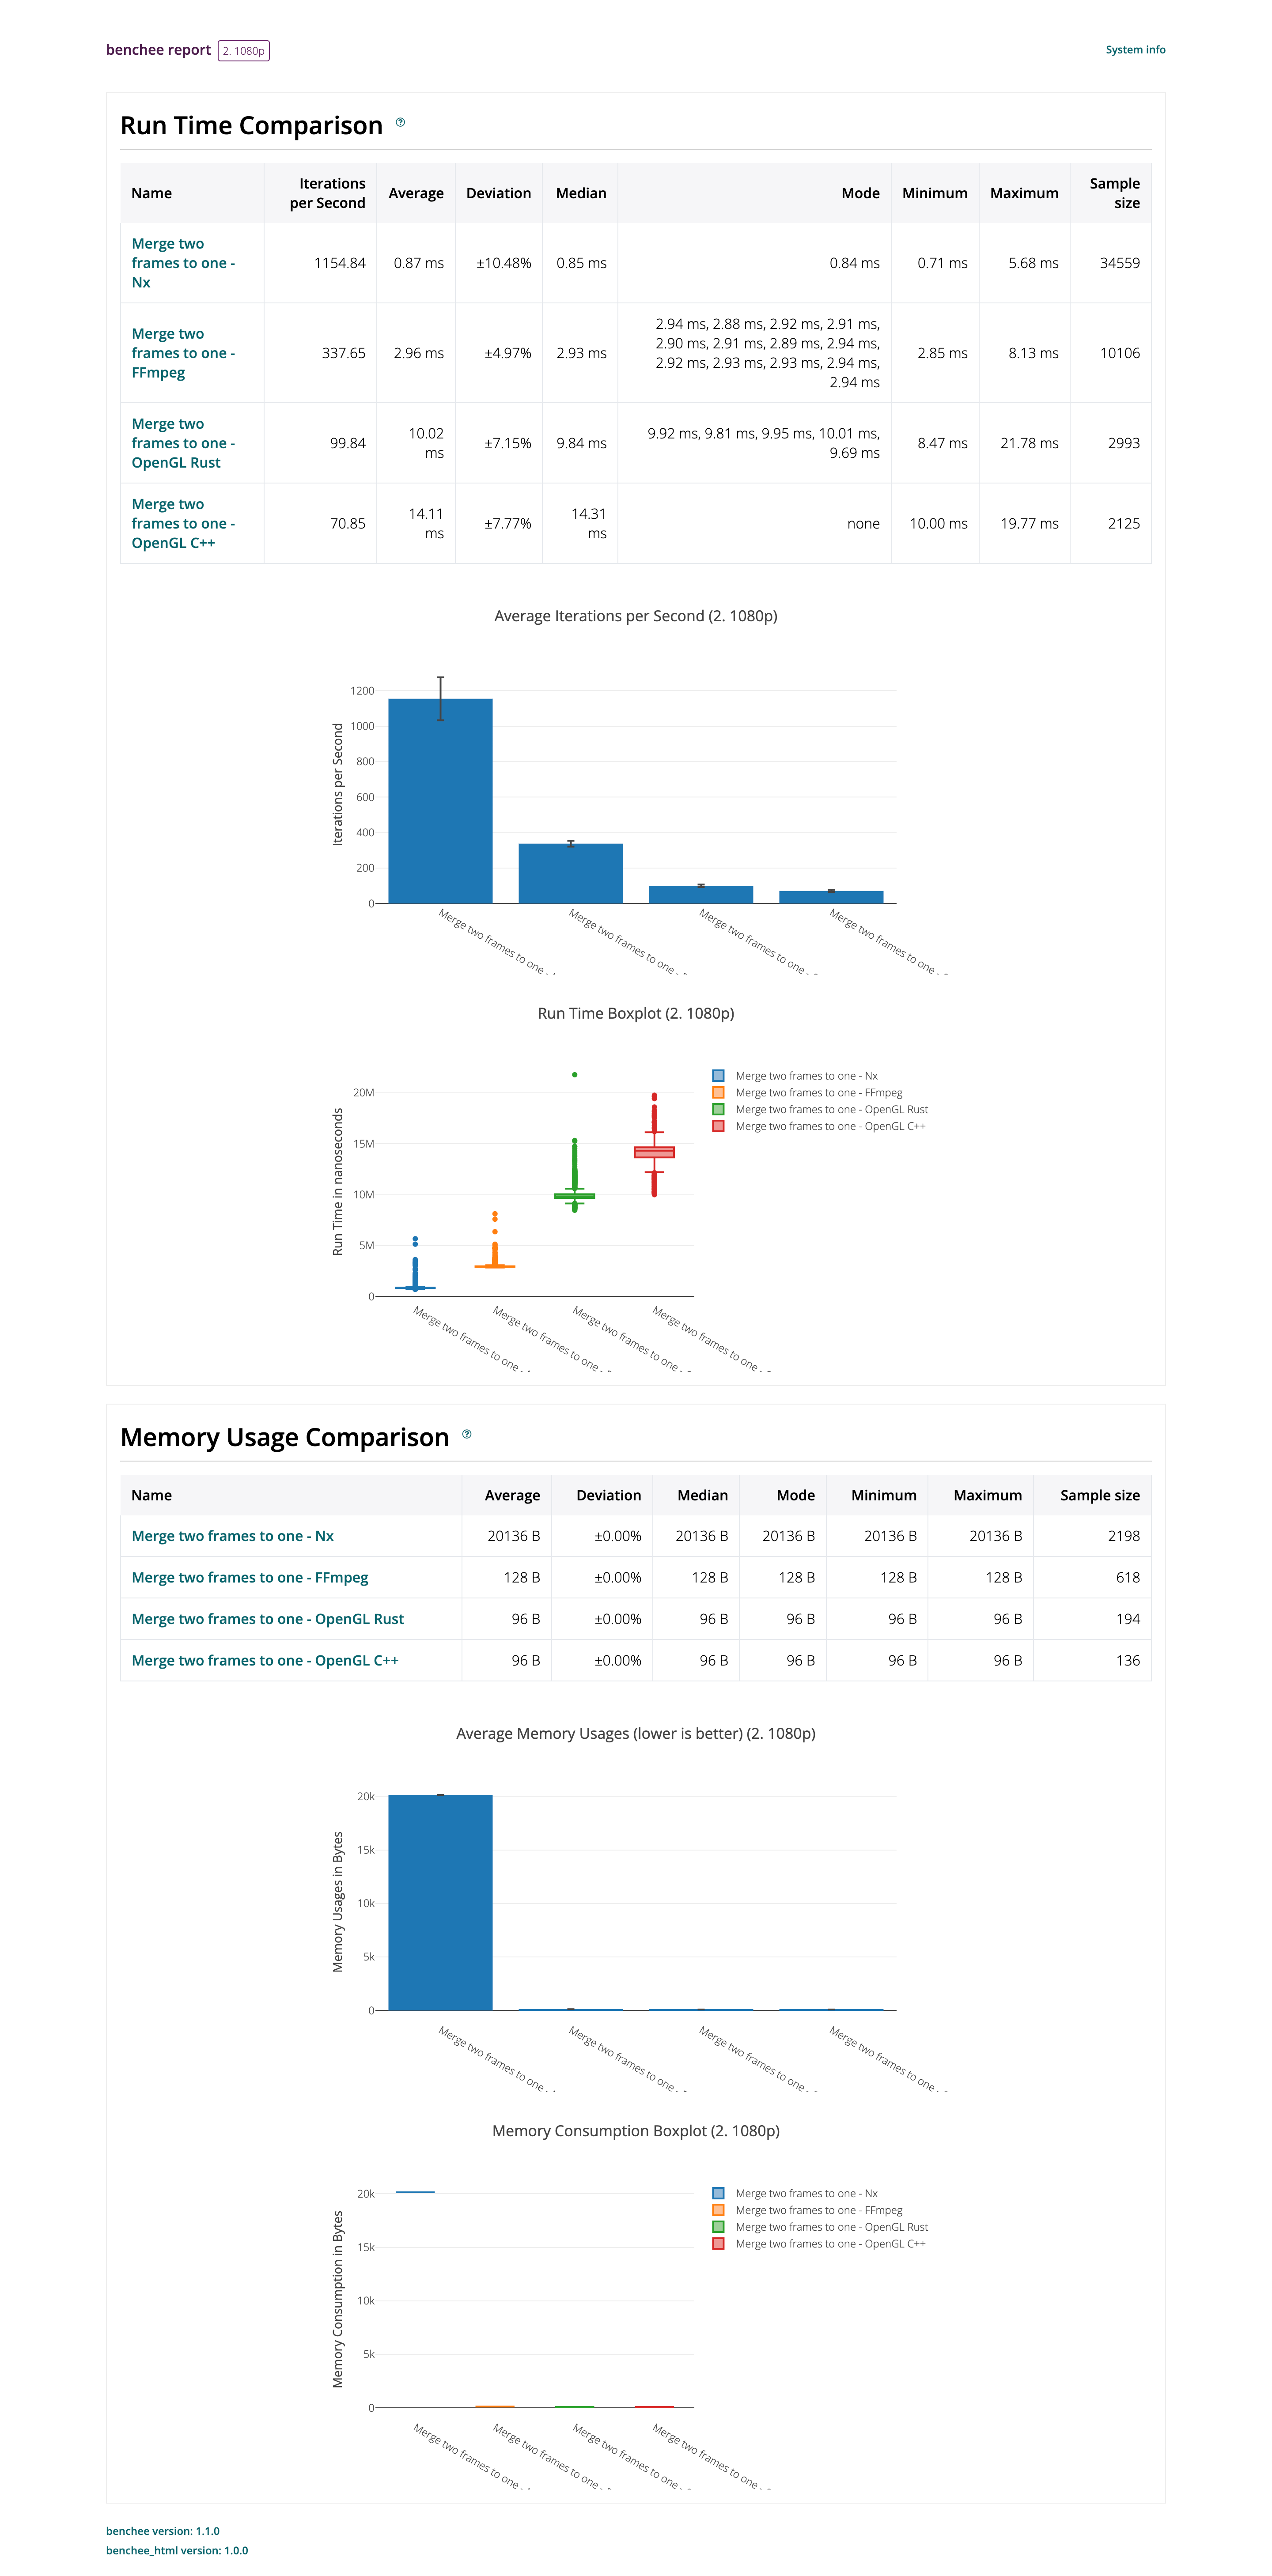 benchee report 2. 1080p System info
Run Time Comparison ?
Name Iterations per Second Average Deviation Median Mode Minimum Maximum Sample size
Merge two frames to one - Nx 1154.84 0.87 ms ±10.48% 0.85 ms 0.84 ms 0.71 ms 5.68 ms 34559
Merge two frames to one - FFmpeg 337.65 2.96 ms ±4.97% 2.93 ms 2.94 ms, 2.88 ms, 2.92 ms, 2.91 ms, 2.90 ms, 2.91 ms, 2.89 ms, 2.94 ms, 2.92 ms, 2.93 ms, 2.93 ms, 2.94 ms, 2.94 ms 2.85 ms 8.13 ms 10106
Merge two frames to one - OpenGL Rust 99.84 10.02 ms ±7.15% 9.84 ms 9.92 ms, 9.81 ms, 9.95 ms, 10.01 ms, 9.69 ms 8.47 ms 21.78 ms 2993
Merge two frames to one - OpenGL C++ 70.85 14.11 ms ±7.77% 14.31 ms none 10.00 ms 19.77 ms 2125
Average Iterations per Second (2. 1080p)
Iterations per Second
1200
1000
800
600
400
200
0
Merge two frames to one
Merge two frames to one
Merge two frames to one
Merge two frames to one
Run Time Boxplot (2. 1080p)
Run Time in nanoseconds
20M
15M
10M
5M
0
Merge two frames to one - Nx
Merge two frames to one - FFmpeg
Merge two frames to one - OpenGL Rust
Merge two frames to one - OpenGL C++
Merge two frames to one
Merge two frames to one
Merge two frames to one
Merge two frames to one
Memory Usage Comparison ?
Name Average Deviation Median Mode Minimum Maximum Sample size
Merge two frames to one - Nx 20136 B ±0.00% 20136 B 20136 B 20136 B 20136 B 2198
Merge two frames to one - FFmpeg 128 B ±0.00% 128 B 128 B 128 B 128 B 618
Merge two frames to one - OpenGL Rust 96 B ±0.00% 96 B 96 B 96 B 96 B 194
Merge two frames to one - OpenGL C++ 96 B ±0.00% 96 B 96 B 96 B 96 B 136
Average Memory Usages (lower is better) (2. 1080p)
Memory Usages in Bytes
20k
15k
10k
5k
0
Merge two frames to one
Merge two frames to one
Merge two frames to one
Merge two frames to one
Memory Consumption Boxplot (2. 1080p)
Memory Consumption in Bytes
20k
15k
10k
5k
0
Merge two frames to one - Nx
Merge two frames to one - FFmpeg
Merge two frames to one - OpenGL Rust
Merge two frames to one - OpenGL C++
Merge two frames to one
Merge two frames to one
Merge two frames to one
Merge two frames to one
benchee version: 1.1.0
benchee_html version: 1.0.0